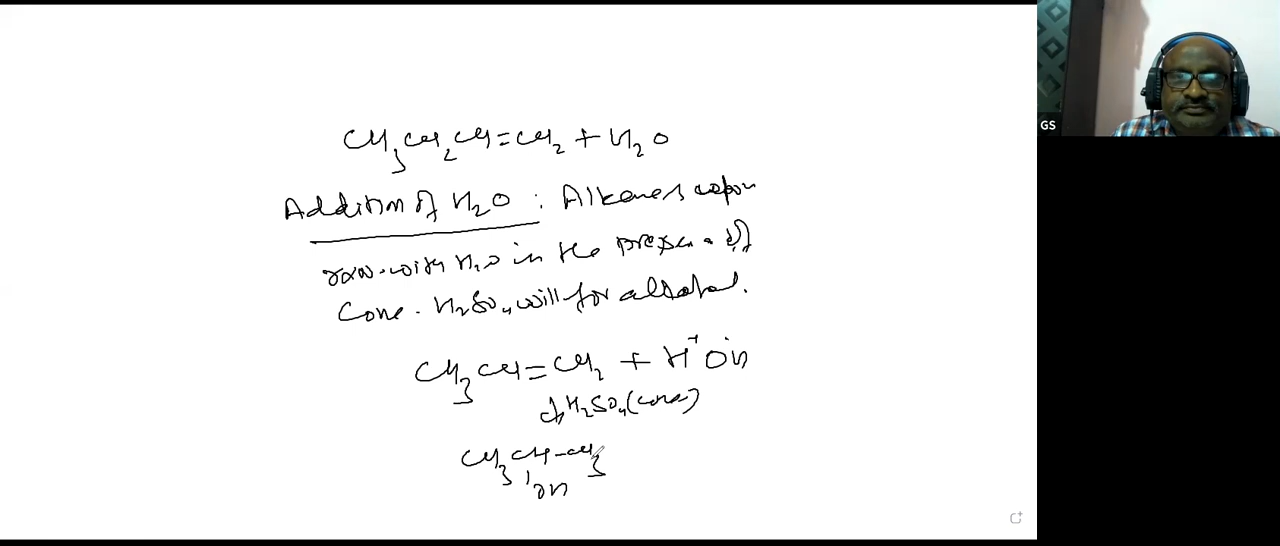 CH3CH2CH=CH2 + H2O
GS
Addition of H2O : Alkenes upon
rxn. with H2O in the presence of
Conc. H2SO4 will for alcohol.
CH3CH=CH2 + H+ OH-
H2SO4 (conc)
CH3CH-CH3
OH